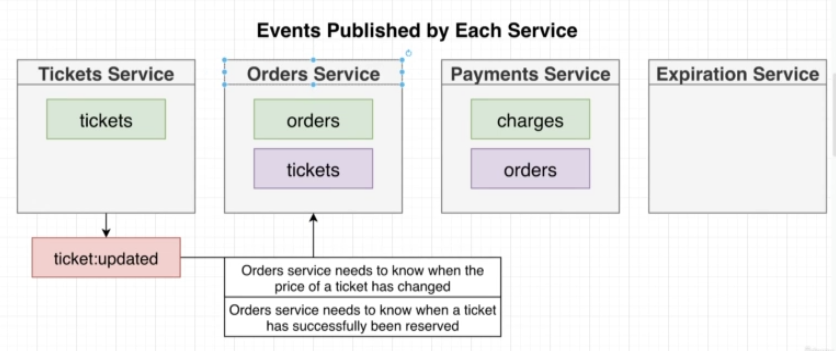 Events Published by Each Service
Tickets Service
Orders Service
Payments Service
Expiration Service
tickets
orders
charges
tickets
orders
ticket:updated
Orders service needs to know when the
price of a ticket has changed
Orders service needs to know when a ticket
has successfully been reserved